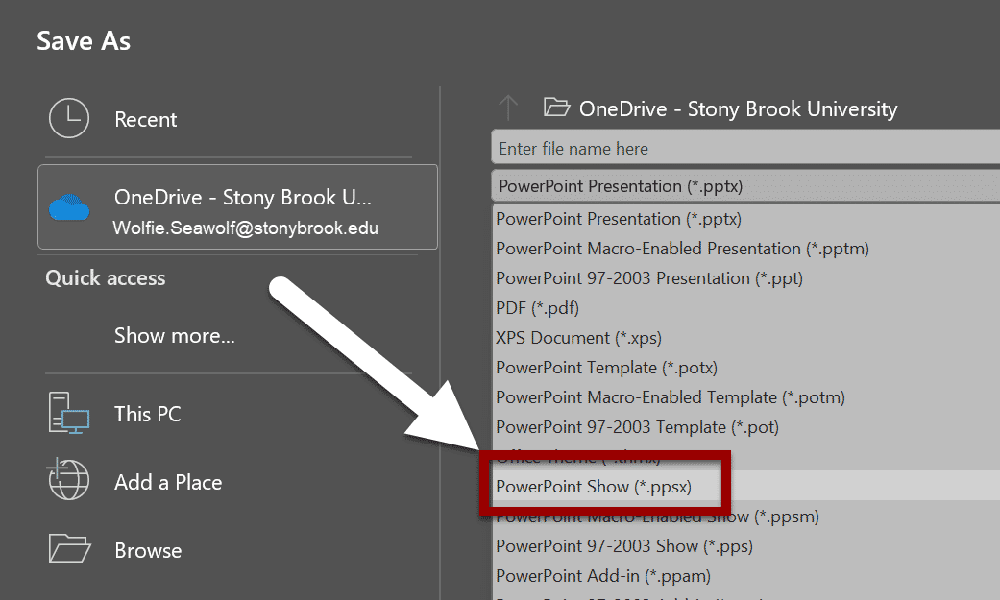 Save As
Recent
OneDrive - Stony Brook U...
Wolfie.Seawolf@stonybrook.edu
Quick access
Show more...
This PC
Add a Place
Browse
OneDrive - Stony Brook University
Enter file name here
PowerPoint Presentation (*.pptx)
PowerPoint Presentation (*.pptx)
PowerPoint Macro-Enabled Presentation (*.pptm)
PowerPoint 97-2003 Presentation (*.ppt)
PDF (*.pdf)
XPS Document (*.xps)
PowerPoint Template (*.potx)
PowerPoint Macro-Enabled Template (*.potm)
PowerPoint 97-2003 Template (*.pot)
Office Theme (*.thmx)
PowerPoint Show (*.ppsx)
PowerPoint Macro-Enabled Show (*.ppsm)
PowerPoint 97-2003 Show (*.pps)
PowerPoint Add-in (*.ppam)